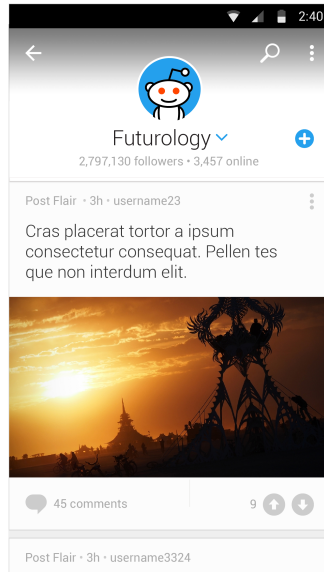 2:40
Futurology
2,797,130 followers • 3,457 online
Post Flair • 3h • username23
Cras placerat tortor a ipsum
consectetur consequat. Pellen tes
que non interdum elit.
45 comments
9
Post Flair • 3h • username3324